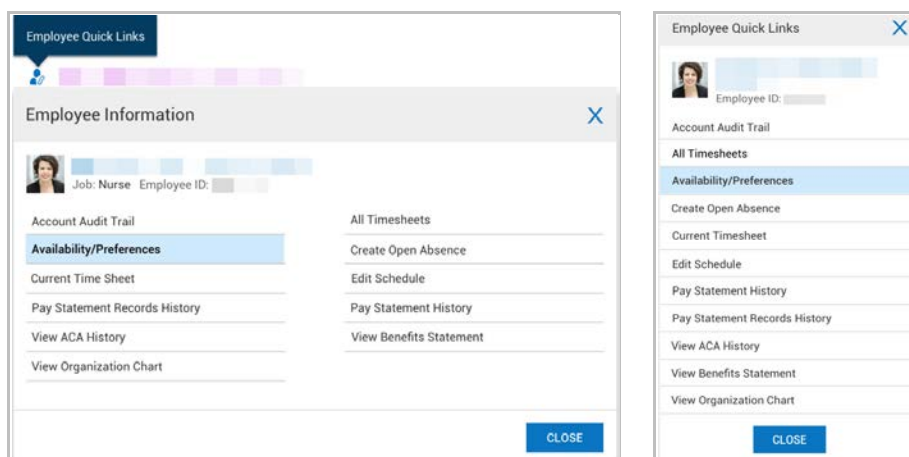 Employee Quick Links
Employee Information
X
Job: Nurse Employee ID:
Account Audit Trail
All Timesheets
Availability/Preferences
Create Open Absence
Current Time Sheet
Edit Schedule
Pay Statement Records History
Pay Statement History
View ACA History
View Benefits Statement
View Organization Chart
CLOSE
Employee Quick Links
X
Employee ID:
Account Audit Trail
All Timesheets
Availability/Preferences
Create Open Absence
Current Timesheet
Edit Schedule
Pay Statement History
Pay Statement Records History
View ACA History
View Benefits Statement
View Organization Chart
CLOSE